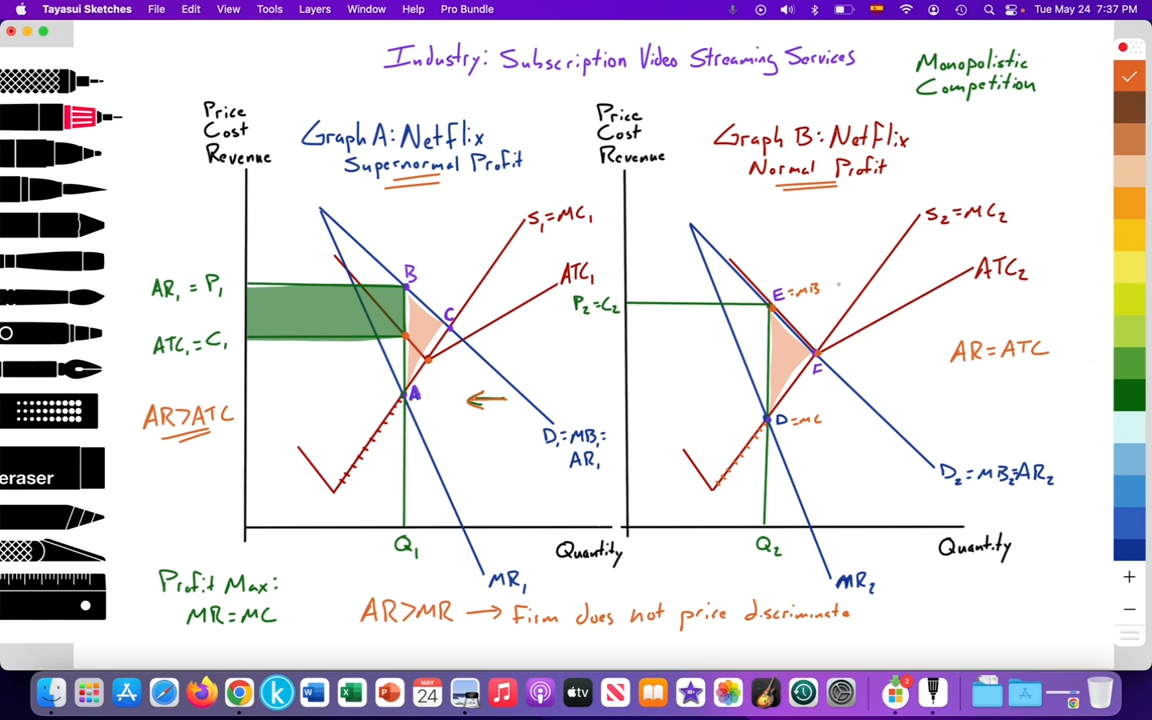 Tayasui Sketches File Edit View Tools Layers Window Help Pro Bundle
Tue May 24 7:37 PM
Industry: Subscription Video Streaming Services
Monopolistic
Competition
Price
Cost
Revenue
Graph A: Netflix
Supernormal Profit
Price
Cost
Revenue
Graph B: Netflix
Normal Profit
S₁=MC₁
ATC₁
B
C
A
AR₁ = P₁
ATC₁ = C₁
AR>ATC
D₁=MB₁=
AR₁
Q₁
Quantity
MR₁
S₂=MC₂
ATC₂
E=MB
P₂=C₂
AR=ATC
F
D=MC
D₂=MB₂=AR₂
Q₂
Quantity
MR₂
Profit Max:
MR=MC
AR>MR → Firm does not price discriminate
eraser
MAY
24
tv
2